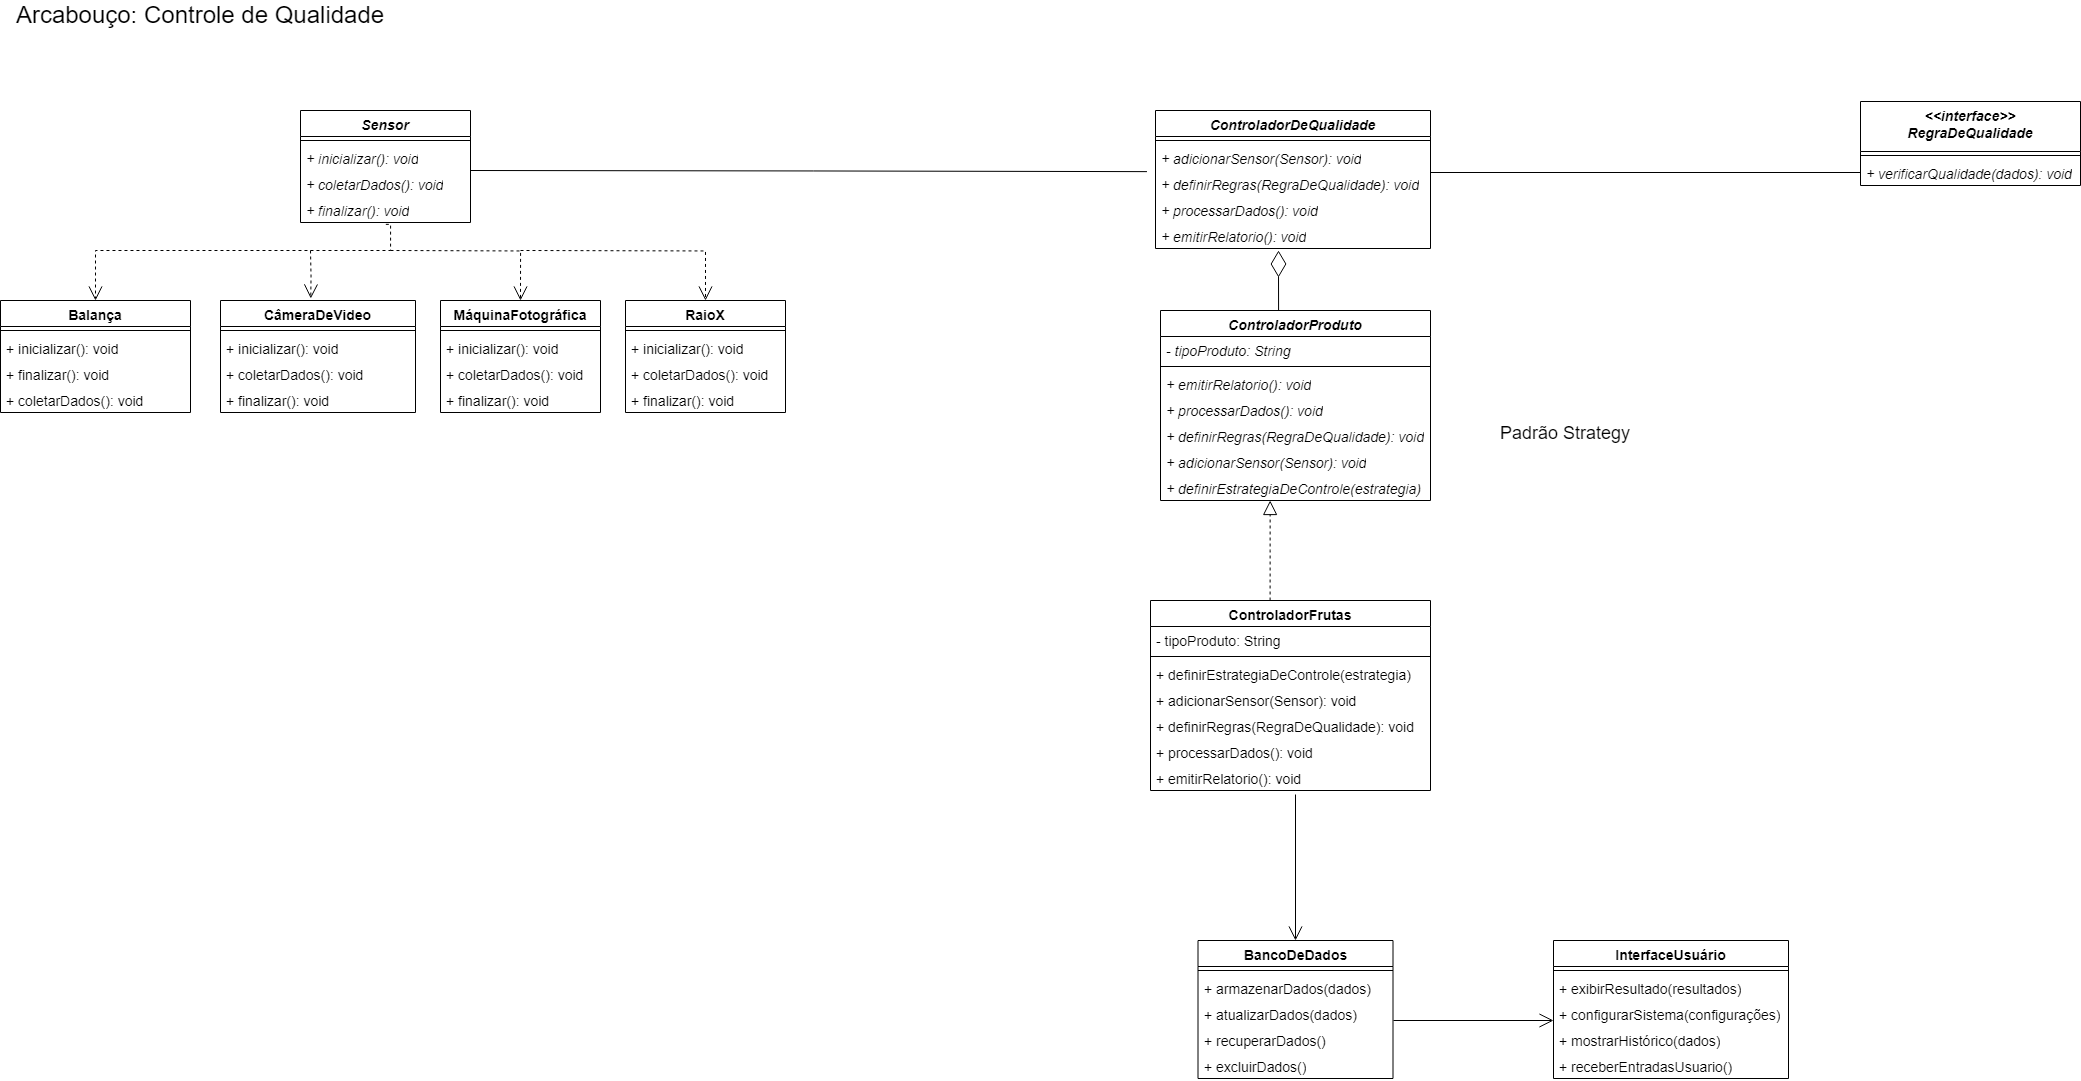 Arcabouço: Controle de Qualidade
Sensor
+ inicializar(): void
+ coletarDados(): void
+ finalizar(): void
ControladorDeQualidade
+ adicionarSensor(Sensor): void
+ definirRegras(RegraDeQualidade): void
+ processarDados(): void
+ emitirRelatorio(): void
<<interface>>
RegraDeQualidade
+ verificarQualidade(dados): void
Balança
+ inicializar(): void
+ finalizar(): void
+ coletarDados(): void
CâmeraDeVideo
+ inicializar(): void
+ coletarDados(): void
+ finalizar(): void
MáquinaFotográfica
+ inicializar(): void
+ coletarDados(): void
+ finalizar(): void
RaioX
+ inicializar(): void
+ coletarDados(): void
+ finalizar(): void
ControladorProduto
- tipoProduto: String
+ emitirRelatorio(): void
+ processarDados(): void
+ definirRegras(RegraDeQualidade): void
+ adicionarSensor(Sensor): void
+ definirEstrategiaDeControle(estrategia)
Padrão Strategy
ControladorFrutas
- tipoProduto: String
+ definirEstrategiaDeControle(estrategia)
+ adicionarSensor(Sensor): void
+ definirRegras(RegraDeQualidade): void
+ processarDados(): void
+ emitirRelatorio(): void
BancoDeDados
+ armazenarDados(dados)
+ atualizarDados(dados)
+ recuperarDados()
+ excluirDados()
InterfaceUsuário
+ exibirResultado(resultados)
+ configurarSistema(configurações)
+ mostrarHistórico(dados)
+ receberEntradasUsuario()